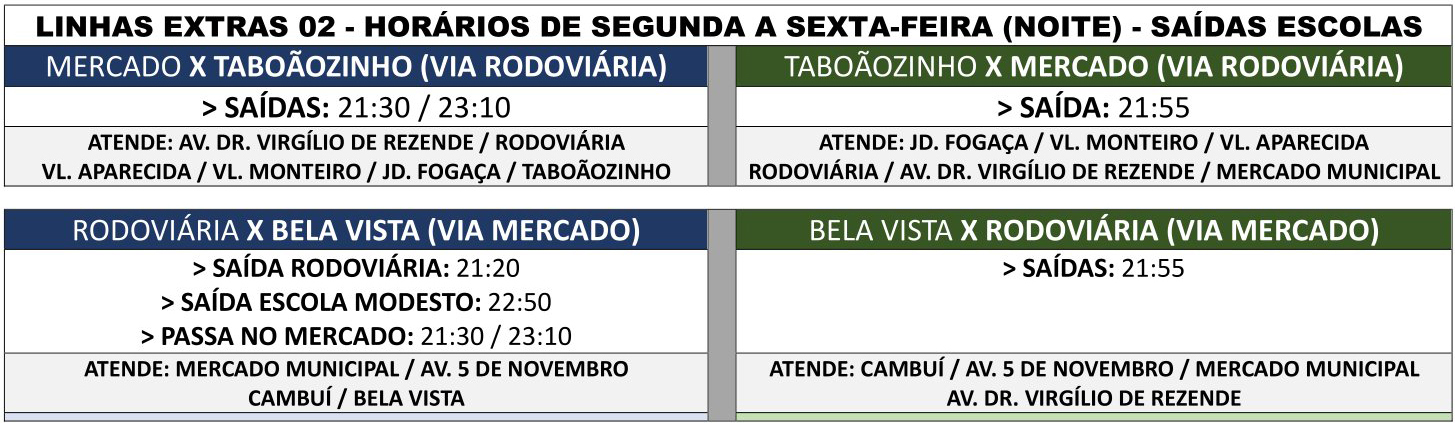 LINHAS EXTRAS 02 - HORÁRIOS DE SEGUNDA A SEXTA-FEIRA (NOITE) - SAÍDAS ESCOLAS
MERCADO X TABOÃOZINHO (VIA RODOVIÁRIA)
> SAÍDAS: 21:30 / 23:10
ATENDE: AV. DR. VIRGÍLIO DE REZENDE / RODOVIÁRIA
VL. APARECIDA / VL. MONTEIRO / JD. FOGAÇA / TABOÃOZINHO
TABOÃOZINHO X MERCADO (VIA RODOVIÁRIA)
> SAÍDA: 21:55
ATENDE: JD. FOGAÇA / VL. MONTEIRO / VL. APARECIDA
RODOVIÁRIA / AV. DR. VIRGÍLIO DE REZENDE / MERCADO MUNICIPAL
RODOVIÁRIA X BELA VISTA (VIA MERCADO)
> SAÍDA RODOVIÁRIA: 21:20
> SAÍDA ESCOLA MODESTO: 22:50
> PASSA NO MERCADO: 21:30 / 23:10
ATENDE: MERCADO MUNICIPAL / AV. 5 DE NOVEMBRO
CAMBUÍ / BELA VISTA
BELA VISTA X RODOVIÁRIA (VIA MERCADO)
> SAÍDAS: 21:55
ATENDE: CAMBUÍ / AV. 5 DE NOVEMBRO / MERCADO MUNICIPAL
AV. DR. VIRGÍLIO DE REZENDE